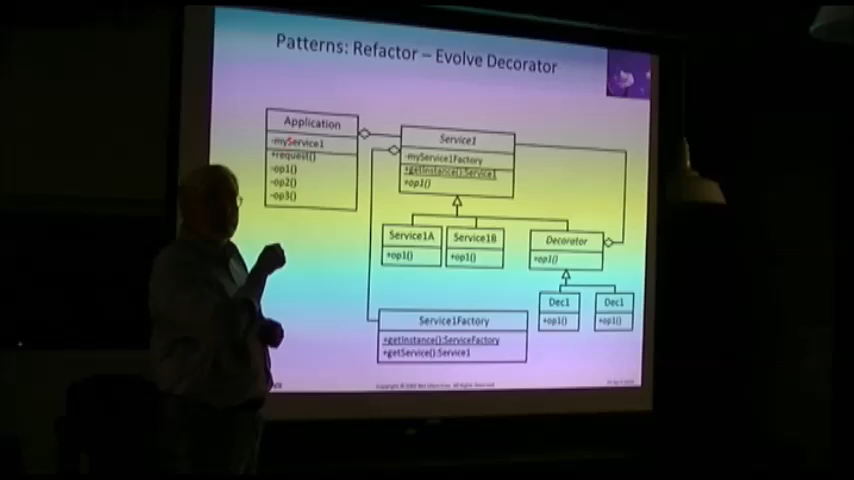 Patterns: Refactor – Evolve Decorator
Application
-myService1
+request()
-op1()
-op2()
-op3()
Service1
-myService1Factory
+getInstance():Service1
+op1()
Service1A
+op1()
Service1B
+op1()
Decorator
+op1()
Dec1
+op1()
Dec1
+op1()
Service1Factory
+getInstance():ServiceFactory
+getService():Service1